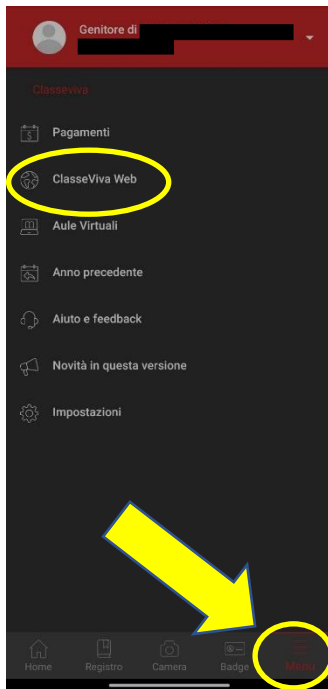 Genitore di
Classeviva
Pagamenti
ClasseViva Web
Aule Virtuali
Anno precedente
Aiuto e feedback
Novità in questa versione
Impostazioni
Home Registro Camera Badge Menu